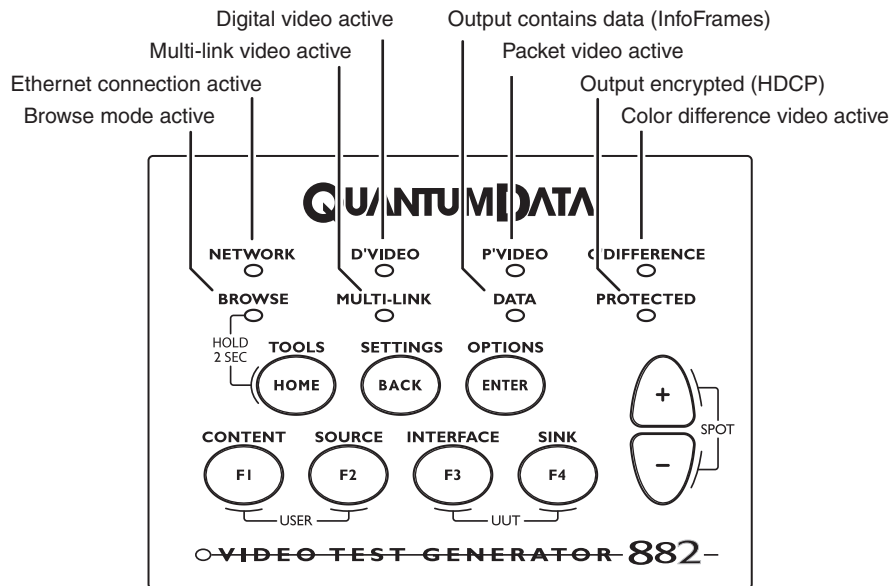 Digital video active
Output contains data (InfoFrames)
Multi-link video active
Packet video active
Ethernet connection active
Output encrypted (HDCP)
Browse mode active
Color difference video active
QUANTUMDATA
NETWORK D'VIDEO P'VIDEO C'DIFFERENCE
BROWSE MULTI-LINK DATA PROTECTED
HOLD
2 SEC
TOOLS SETTINGS OPTIONS
HOME BACK ENTER
+
SPOT
–
CONTENT SOURCE INTERFACE SINK
F1 F2 F3 F4
USER UUT
VIDEO TEST GENERATOR 882